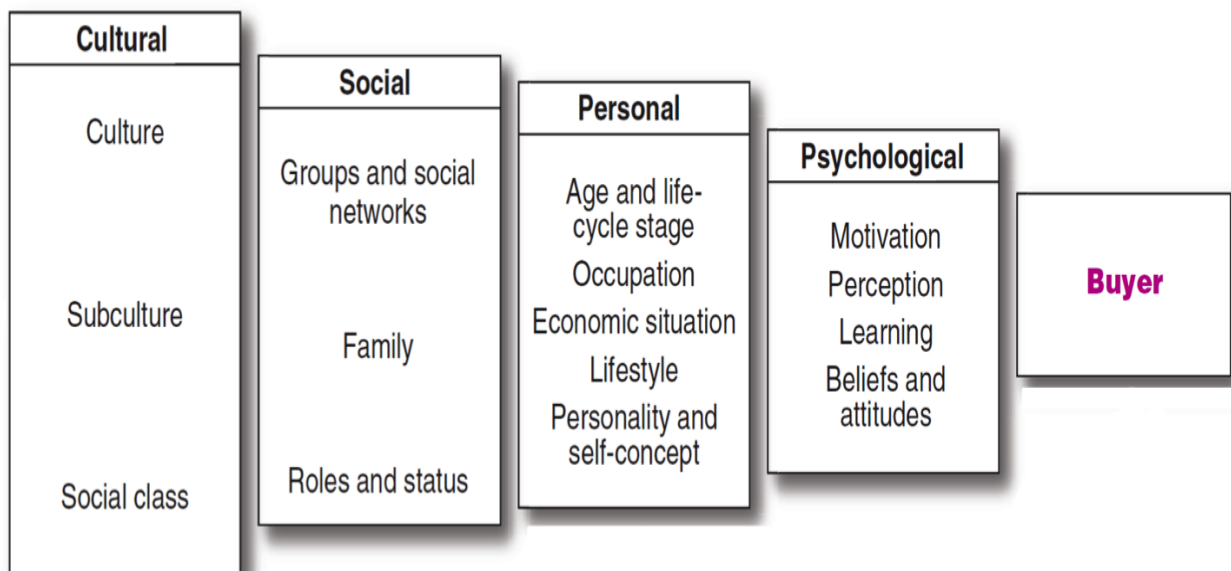 Cultural
Culture
Subculture
Social class
Social
Groups and social
networks
Family
Roles and status
Personal
Age and life-
cycle stage
Occupation
Economic situation
Lifestyle
Personality and
self-concept
Psychological
Motivation
Perception
Learning
Beliefs and
attitudes
Buyer